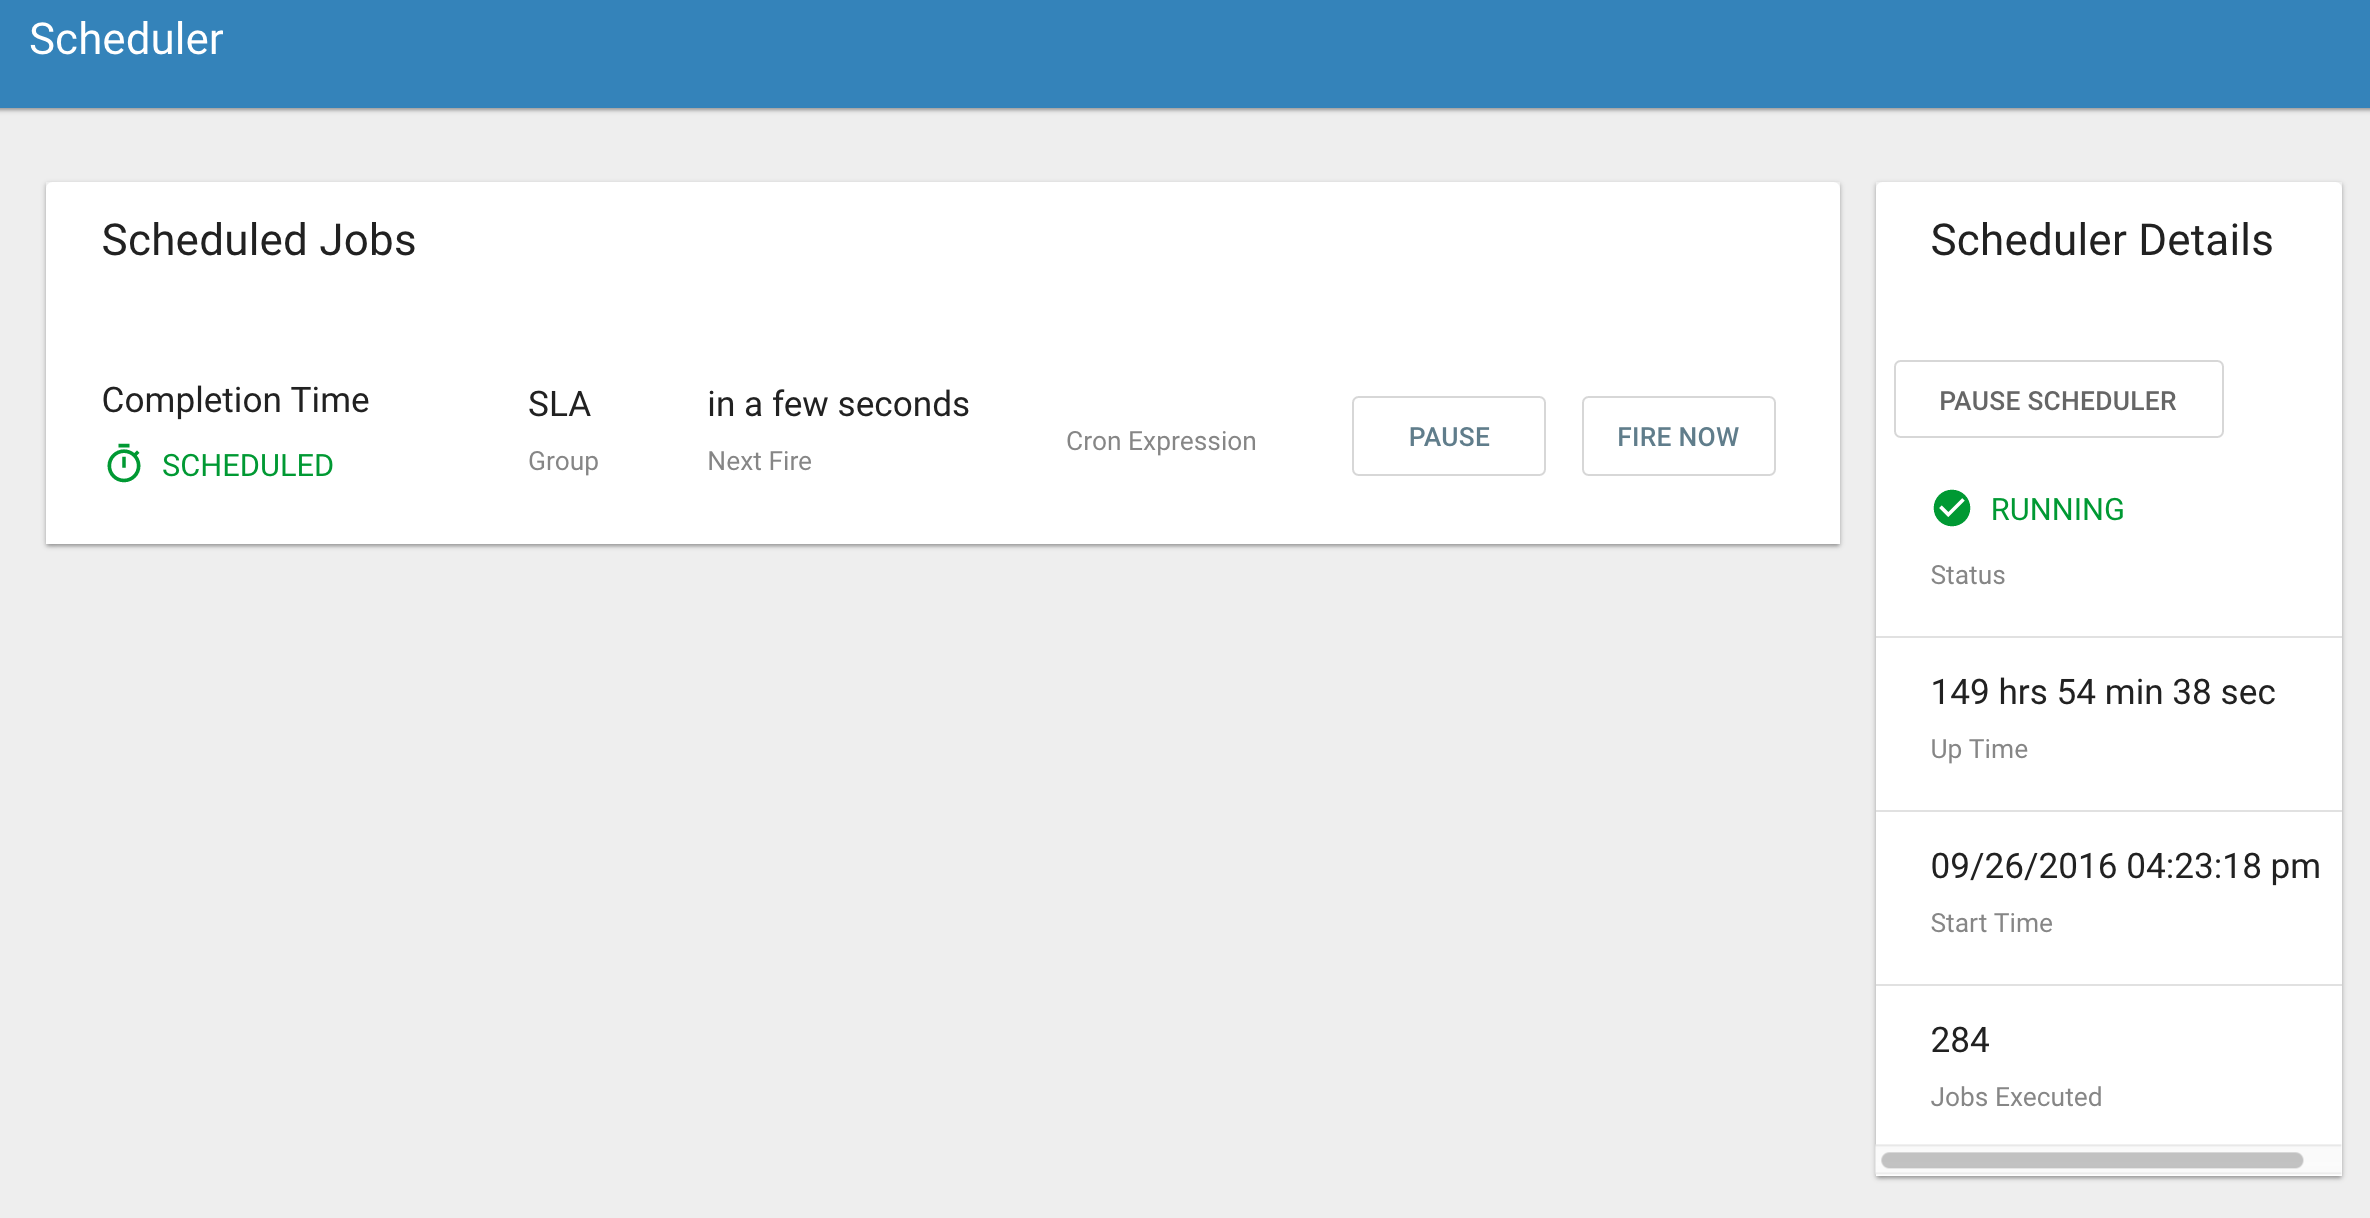 Scheduler
Scheduled Jobs
Completion Time
SCHEDULED
SLA
Group
in a few seconds
Next Fire
Cron Expression
PAUSE
FIRE NOW
Scheduler Details
PAUSE SCHEDULER
RUNNING
Status
149 hrs 54 min 38 sec
Up Time
09/26/2016 04:23:18 pm
Start Time
284
Jobs Executed